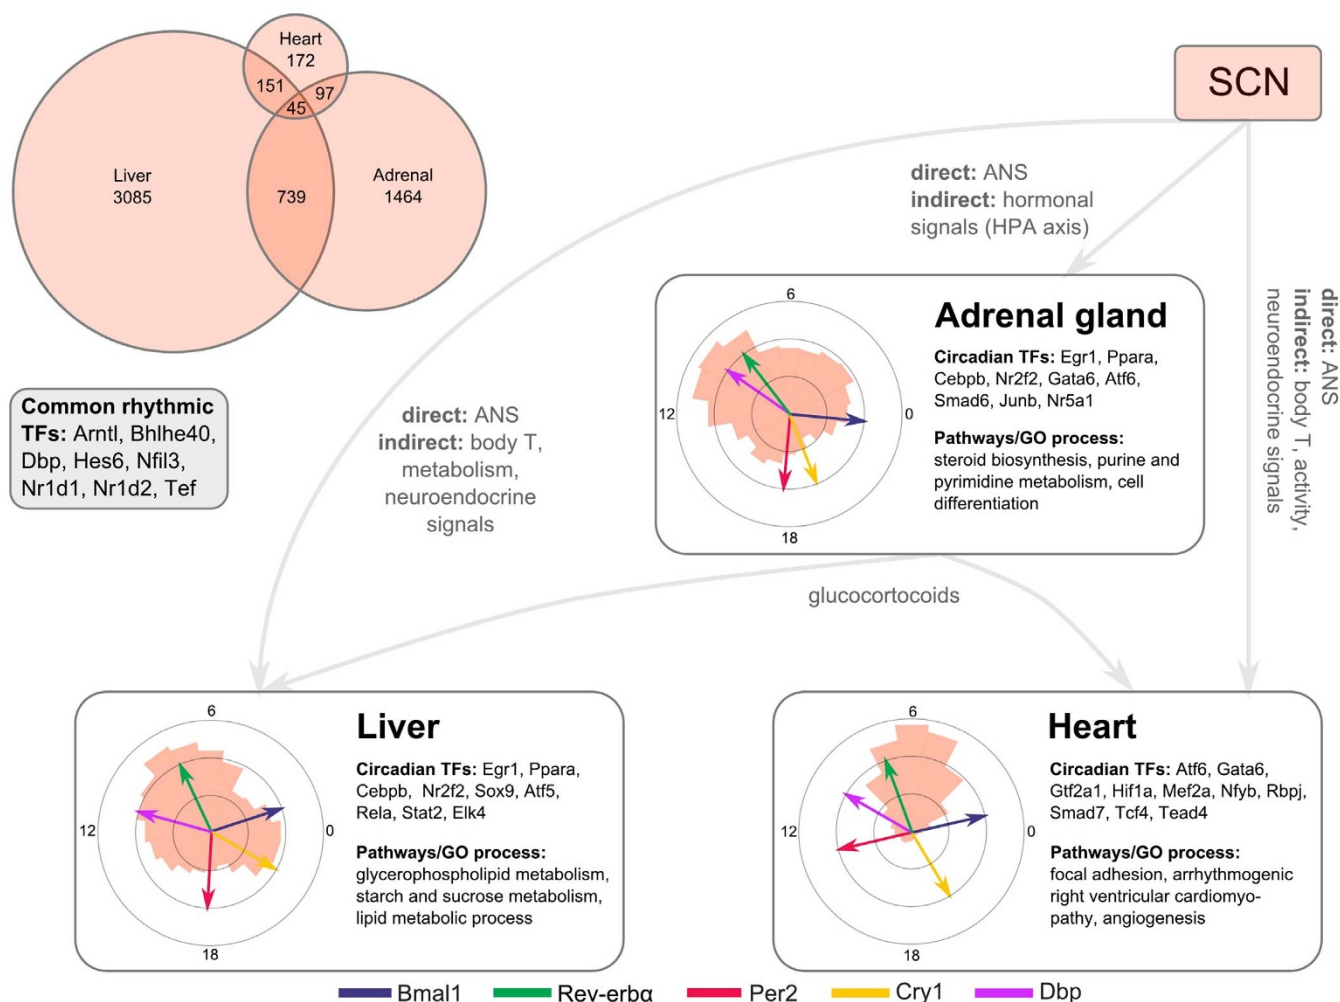 Heart
172
151
97
45
Liver
3085
739
Adrenal
1464
SCN
direct: ANS
indirect: hormonal
signals (HPA axis)
direct: ANS
indirect: body T, activity,
neuroendocrine signals
Common rhythmic
TFs: Arntl, Bhlhe40,
Dbp, Hes6, Nfil3,
Nr1d1, Nr1d2, Tef
direct: ANS
indirect: body T,
metabolism,
neuroendocrine
signals
6
12
0
18
Adrenal gland
Circadian TFs: Egr1, Ppara,
Cebpb, Nr2f2, Gata6, Atf6,
Smad6, Junb, Nr5a1
Pathways/GO process:
steroid biosynthesis, purine and
pyrimidine metabolism, cell
differentiation
glucocortocoids
6
12
0
18
Liver
Circadian TFs: Egr1, Ppara,
Cebpb, Nr2f2, Sox9, Atf5,
Rela, Stat2, Elk4
Pathways/GO process:
glycerophospholipid metabolism,
starch and sucrose metabolism,
lipid metabolic process
6
12
0
18
Heart
Circadian TFs: Atf6, Gata6,
Gtf2a1, Hif1a, Mef2a, Nfyb, Rbpj,
Smad7, Tcf4, Tead4
Pathways/GO process:
focal adhesion, arrhythmogenic
right ventricular cardiomyo-
pathy, angiogenesis
Bmal1
Rev-erbα
Per2
Cry1
Dbp